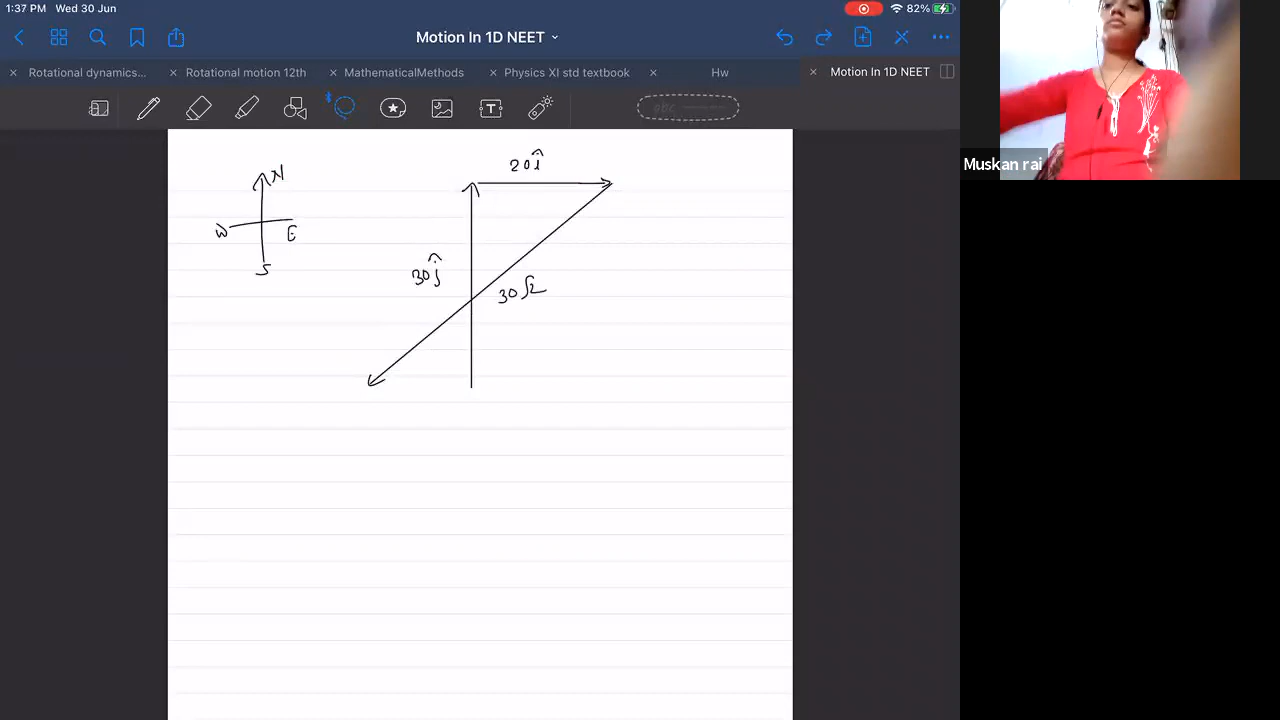 1:37 PM Wed 30 Jun
82%
Motion In 1D NEET
Rotational dynamics...
Rotational motion 12th
MathematicalMethods
Physics XI std textbook
Hw
Motion In 1D NEET
abc
T
Muskan rai
N
W
E
S
20î
30ĵ
30√2